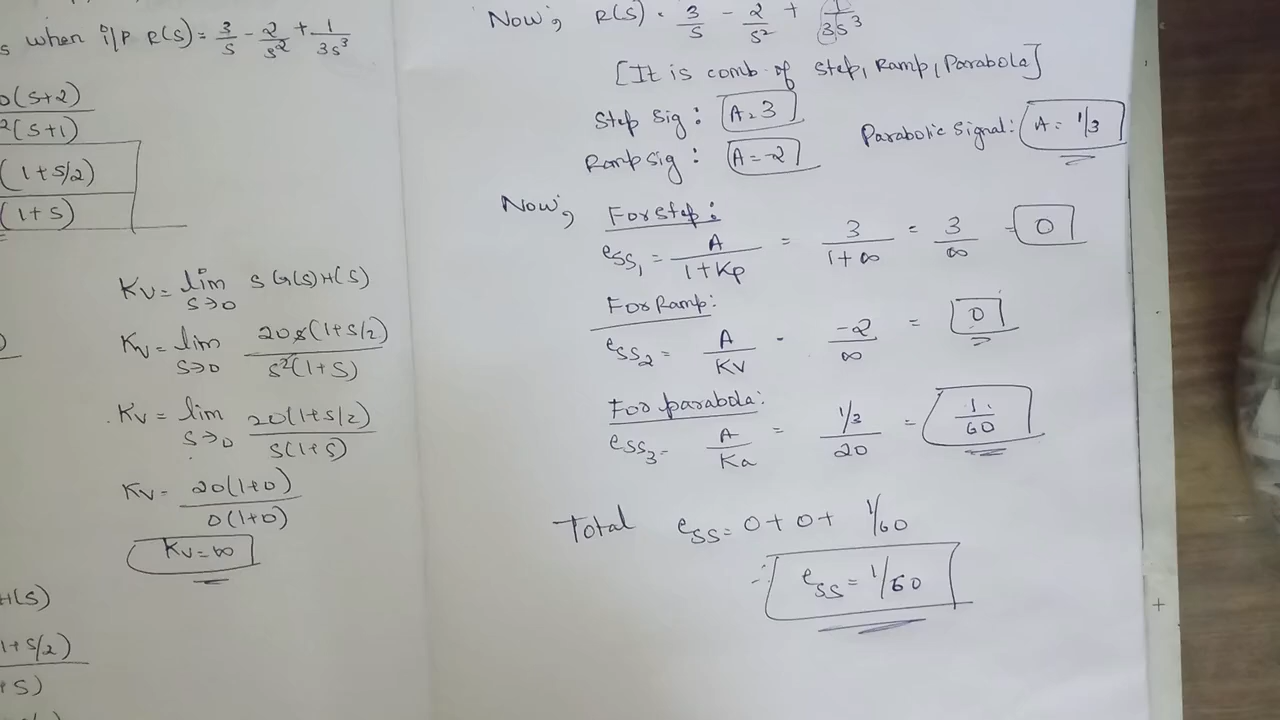 s when i/p R(S) = 3/s - 2/s² + 1/3s³
0(s+2)
²(s+1)
(1+s/2)
(1+s)
Kv = lim s→0 s G(s)H(s)
Kv = lim s→0 20s(1+s/2) / s²(1+s)
Kv = lim s→0 20(1+s/2) / s(1+s)
Kv = 20(1+0) / 0(1+0)
Kv = ∞
H(S)
1+s/2)
+s)
Now, R(S) = 3/s - 2/s² + 1/3s³
[It is comb. of step, Ramp, Parabola]
Step Sig: A=3
Parabolic Signal: A = 1/3
Ramp sig: A=-2
Now, For step:
ess₁ = A / 1+Kp = 3 / 1+∞ = 3/∞ = 0
For Ramp:
ess₂ = A / Kv = -2 / ∞ = 0
For parabola:
ess₃ = A / Ka = 1/3 / 20 = 1/60
Total ess = 0+0+ 1/60
∴ ess = 1/60